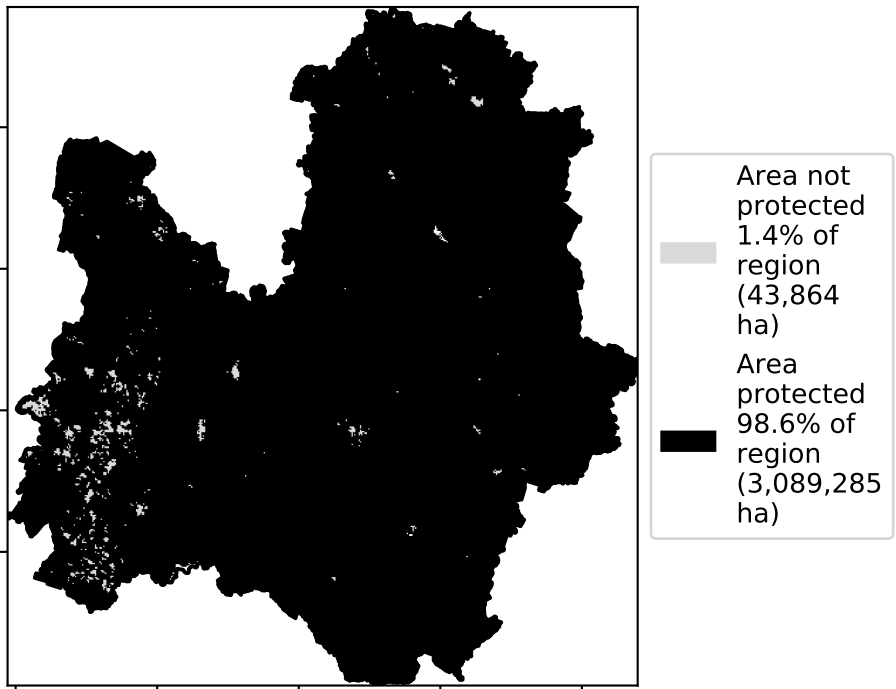 Area not
protected
1.4% of
region
(43,864
ha)
Area
protected
98.6% of
region
(3,089,285
ha)